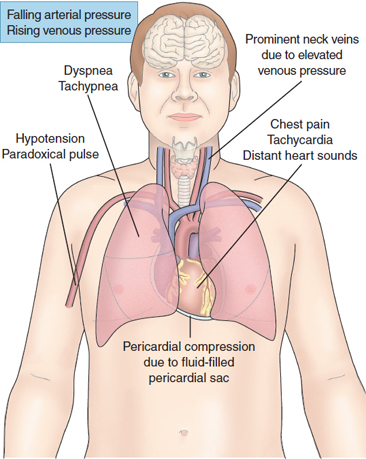 Falling arterial pressure
Rising venous pressure
Prominent neck veins
due to elevated
venous pressure
Dyspnea
Tachypnea
Chest pain
Tachycardia
Distant heart sounds
Hypotension
Paradoxical pulse
Pericardial compression
due to fluid-filled
pericardial sac